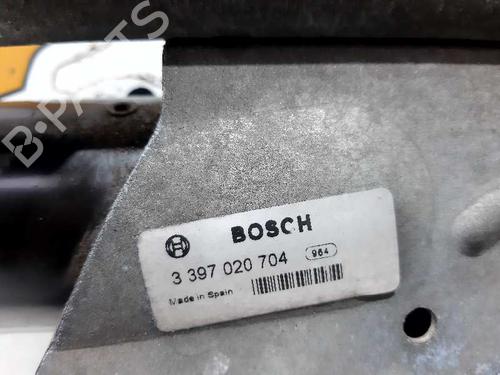 B-PARTS
BOSCH
3 397 020 704 964
Made in Spain